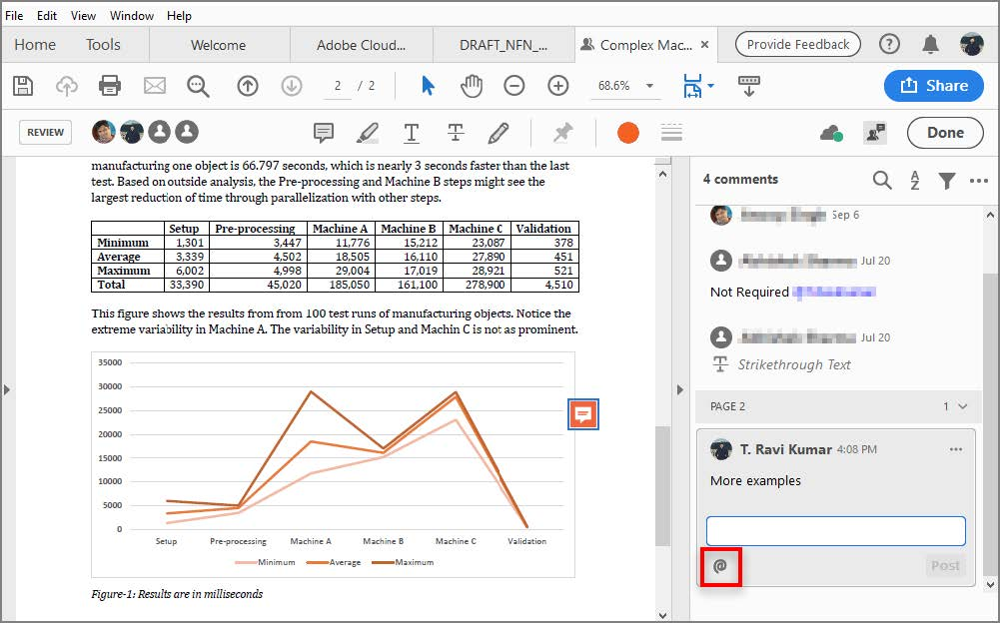 File Edit View Window Help
Home Tools Welcome Adobe Cloud... DRAFT_NFN_... Complex Mac... × Provide Feedback ?
2 / 2 68.6% Share
REVIEW T T Done
manufacturing one object is 66.797 seconds, which is nearly 3 seconds faster than the last
test. Based on outside analysis, the Pre-processing and Machine B steps might see the
largest reduction of time through parallelization with other steps.
Setup Pre-processing Machine A Machine B Machine C Validation
Minimum 1,301 3,447 11,776 15,212 23,087 378
Average 3,339 4,502 18,505 16,110 27,890 451
Maximum 6,002 4,998 29,004 17,019 28,921 521
Total 33,390 45,020 185,050 161,100 278,900 4,510
This figure shows the results from from 100 test runs of manufacturing objects. Notice the
extreme variability in Machine A. The variability in Setup and Machin C is not as prominent.
35000
30000
25000
20000
15000
10000
5000
0
Setup Pre-processing Machine A Machine B Machine C Validation
Minimum Average Maximum
Figure-1: Results are in milliseconds
4 comments A Z ...
Sep 6
Jul 20
Not Required
Jul 20
T Strikethrough Text
PAGE 2 1
T. Ravi Kumar 4:08 PM ...
More examples
@ Post